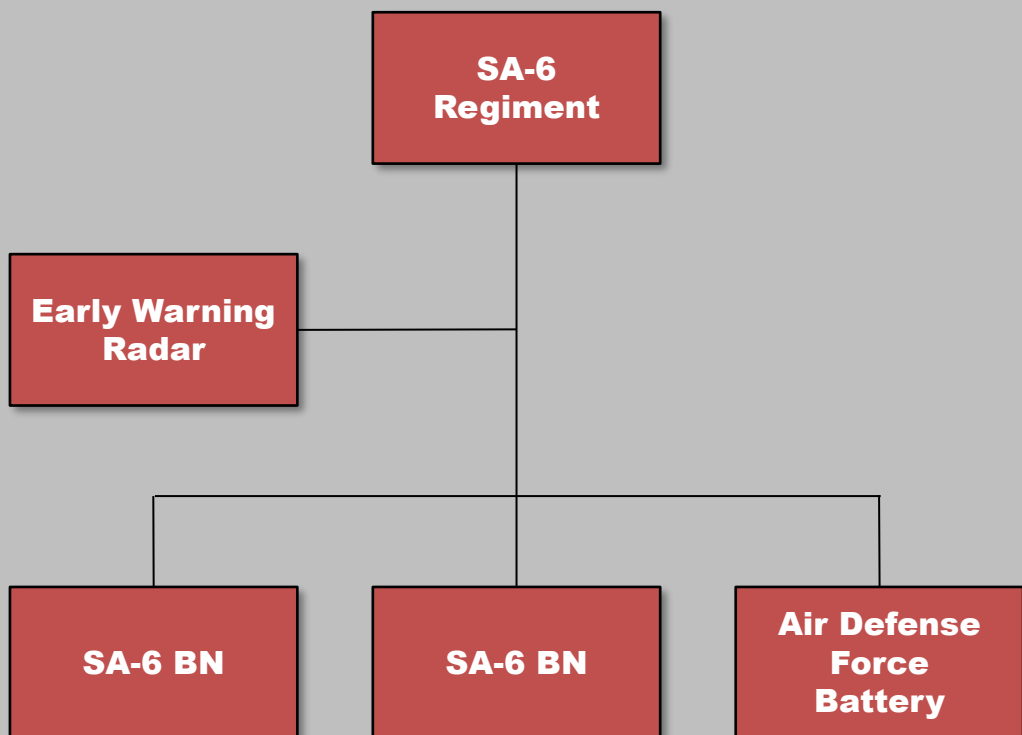 SA-6
Regiment
Early Warning
Radar
SA-6 BN
SA-6 BN
Air Defense
Force
Battery